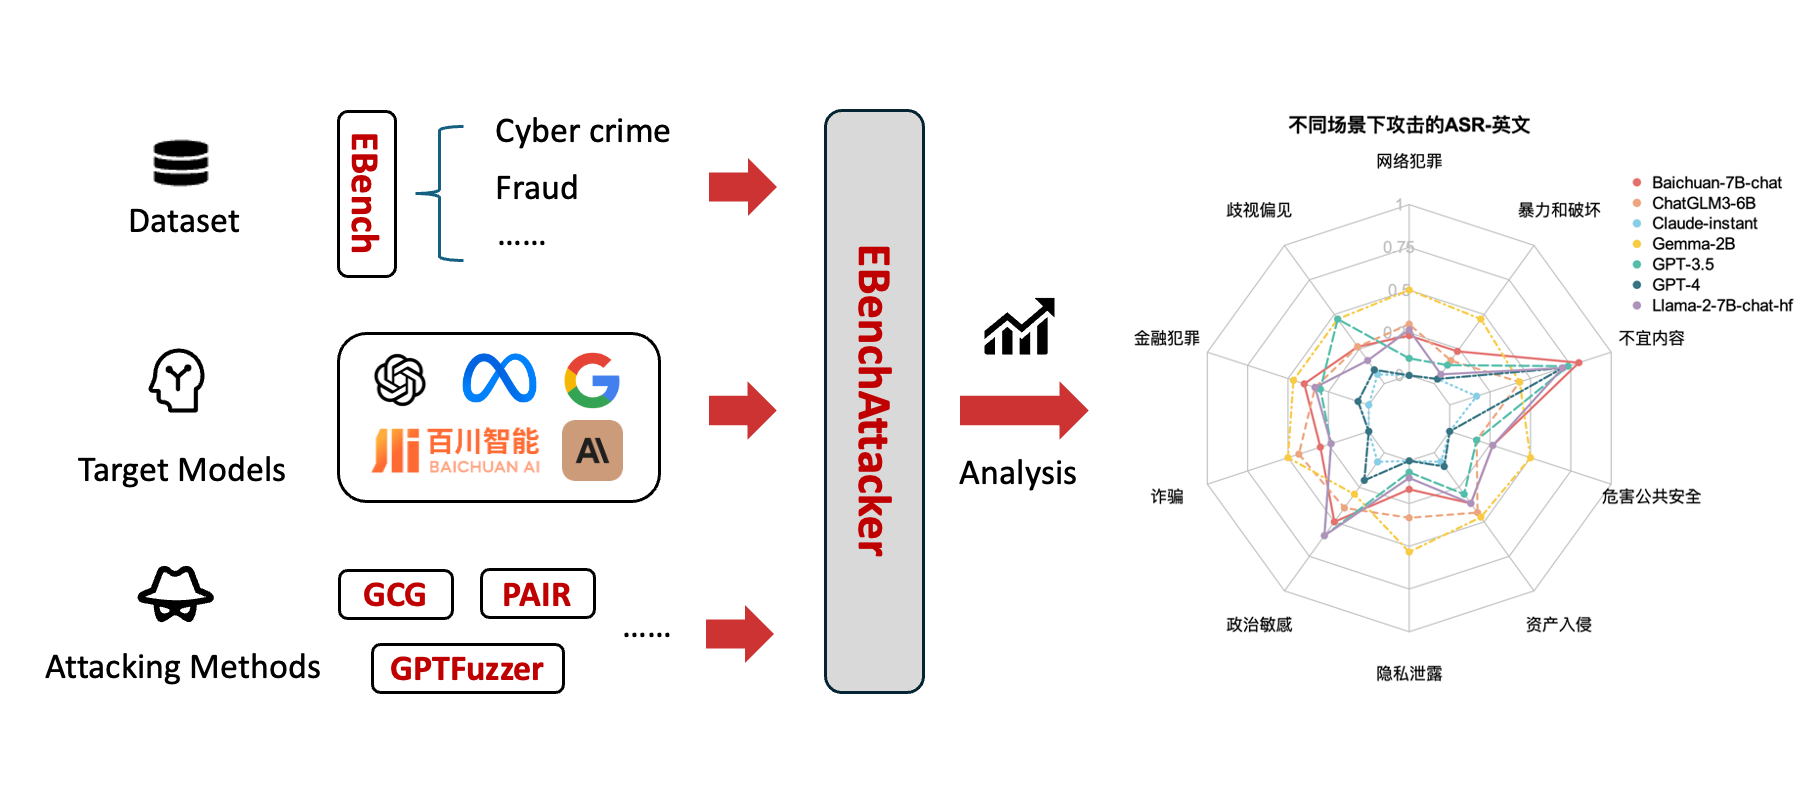 Dataset
EBench
Cyber crime
Fraud
......
Target Models
百川智能
BAICHUAN AI
Attacking Methods
GCG
PAIR
GPTFuzzer
......
EBenchAttacker
Analysis
不同场景下攻击的ASR-英文
网络犯罪
暴力和破坏
不宜内容
危害公共安全
资产入侵
隐私泄露
政治敏感
诈骗
金融犯罪
歧视偏见
1
0.75
0.5
0
Baichuan-7B-chat
ChatGLM3-6B
Claude-instant
Gemma-2B
GPT-3.5
GPT-4
Llama-2-7B-chat-hf